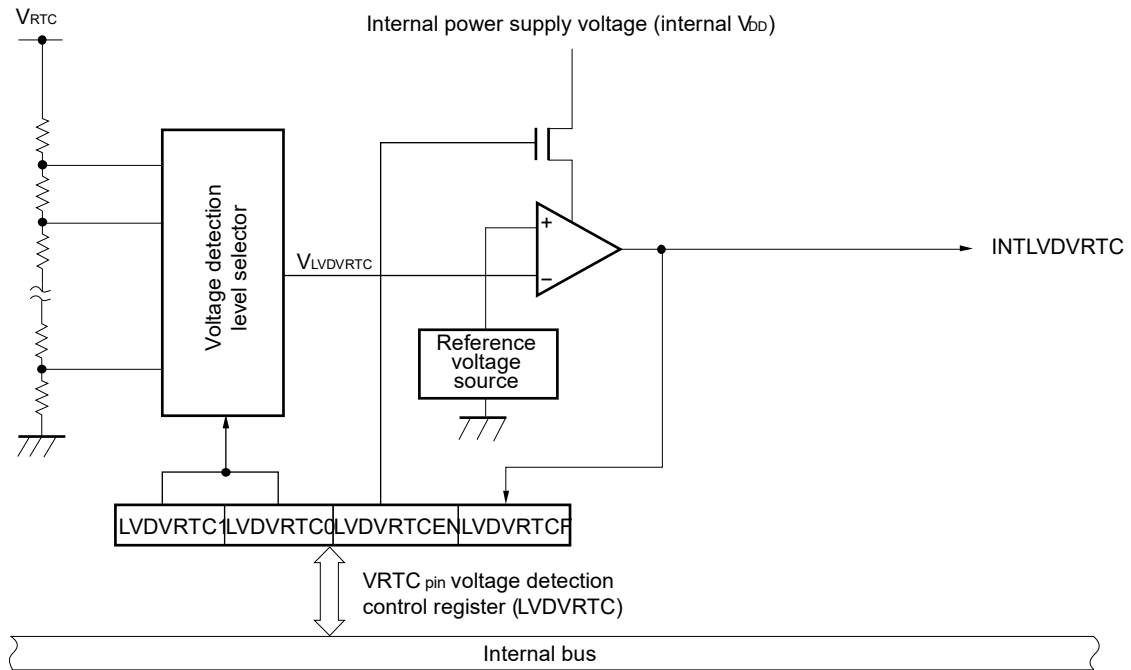 VRTC
Internal power supply voltage (internal VDD)
Voltage detection
level selector
VLVDVRTC
+
−
INTLVDVRTC
Reference
voltage
source
LVDVRTC1 LVDVRTC0 LVDVRTCEN LVDVRTCF
VRTC pin voltage detection
control register (LVDVRTC)
Internal bus